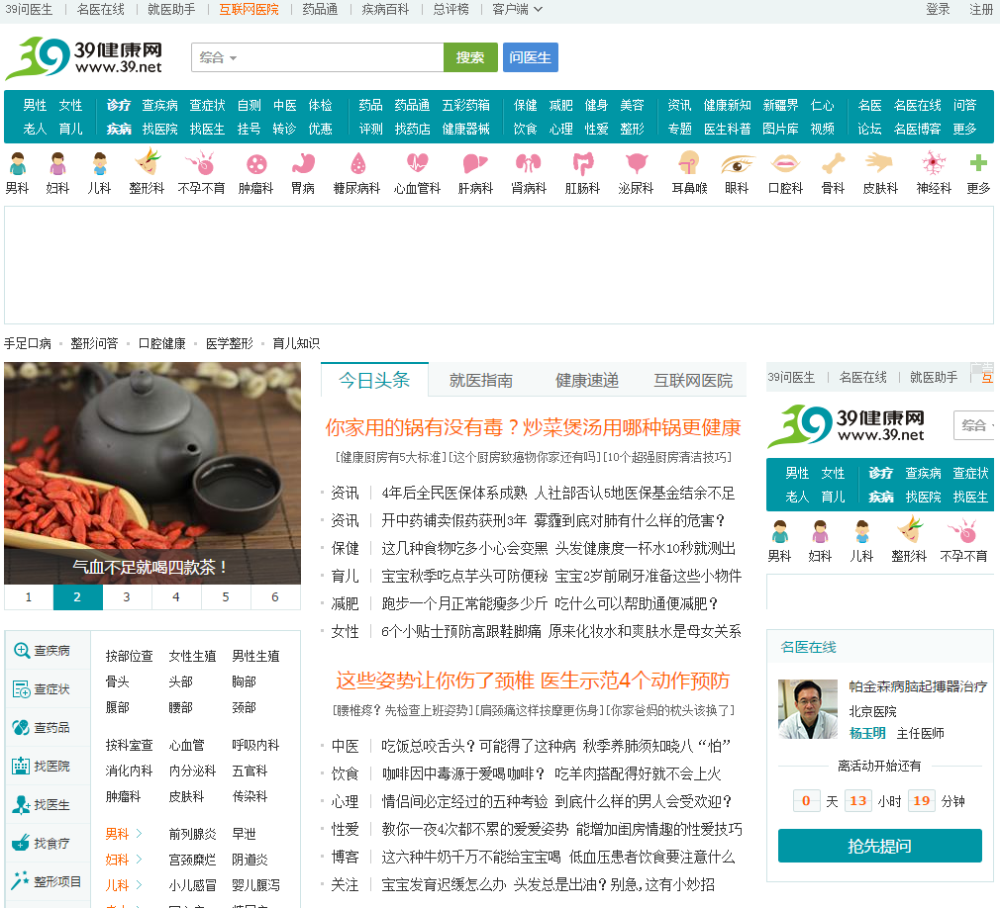 39问医生 名医在线 就医助手 互联网医院 药品通 疾病百科 总评榜 客户端 登录 注册
39健康网
www.39.net
综合 搜索 问医生
男性 女性 诊疗 查疾病 查症状 自测 中医 体检 药品 药品通 五彩药箱 保健 减肥 健身 美容 资讯 健康新知 新疆界 仁心 名医 名医在线 问答
老人 育儿 疾病 找医院 找医生 挂号 转诊 优惠 评测 找药店 健康器械 饮食 心理 性爱 整形 专题 医生科普 图片库 视频 论坛 名医博客 更多
男科 妇科 儿科 整形科 不孕不育 肿瘤科 胃病 糖尿病科 心血管科 肝病科 肾病科 肛肠科 泌尿科 耳鼻喉 眼科 口腔科 骨科 皮肤科 神经科 更多
手足口病 整形问答 口腔健康 医学整形 育儿知识
气血不足就喝四款茶！
1 2 3 4 5 6
查疾病
查症状
查药品
找医院
找医生
找食疗
整形项目
按部位查 女性生殖 男性生殖
骨头 头部 胸部
腹部 腰部 颈部
按科室查 心血管 呼吸内科
消化内科 内分泌科 五官科
肿瘤科 皮肤科 传染科
男科 前列腺炎 早泄
妇科 宫颈糜烂 阴道炎
儿科 小儿感冒 婴儿腹泻
今日头条 就医指南 健康速递 互联网医院
你家用的锅有没有毒？炒菜煲汤用哪种锅更健康
[健康厨房有5大标准][这个厨房致癌物你家还有吗][10个超强厨房清洁技巧]
资讯 4年后全民医保体系成熟 人社部否认5地医保基金结余不足
资讯 开中药铺卖假药获刑3年 雾霾到底对肺有什么样的危害？
保健 这几种食物吃多小心会变黑 头发健康度一杯水10秒就测出
育儿 宝宝秋季吃点芋头可防便秘 宝宝2岁前刷牙准备这些小物件
减肥 跑步一个月正常能瘦多少斤 吃什么可以帮助通便减肥？
女性 6个小贴士预防高跟鞋脚痛 原来化妆水和爽肤水是母女关系
这些姿势让你伤了颈椎 医生示范4个动作预防
[腰椎疼？先检查上班姿势][肩颈痛这样按摩更伤身][你家爸妈的枕头该换了]
中医 吃饭总咬舌头？可能得了这种病 秋季养肺须知晓八“怕”
饮食 咖啡因中毒源于爱喝咖啡？ 吃羊肉搭配得好就不会上火
心理 情侣间必定经过的五种考验 到底什么样的男人会受欢迎？
性爱 教你一夜4次都不累的爱爱姿势 能增加闺房情趣的性爱技巧
博客 这六种牛奶千万不能给宝宝喝 低血压患者饮食要注意什么
关注 宝宝发育迟缓怎么办 头发总是出油？别急,这有小妙招
39问医生 名医在线 就医助手 互
广告
39健康网
www.39.net
综合
男性 女性 诊疗 查疾病 查症状
老人 育儿 疾病 找医院 找医生
男科 妇科 儿科 整形科 不孕不育
名医在线
帕金森病脑起搏器治疗
北京医院
杨玉明 主任医师
离活动开始还有
0 天 13 小时 19 分钟
抢先提问